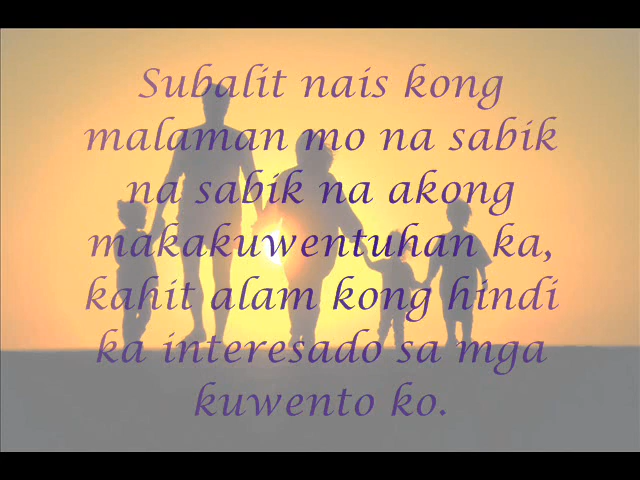 Subalit nais kong
malaman mo na sabik
na sabik na akong
makakuwentuhan ka,
kahit alam kong hindi
ka interesado sa mga
kuwento ko.